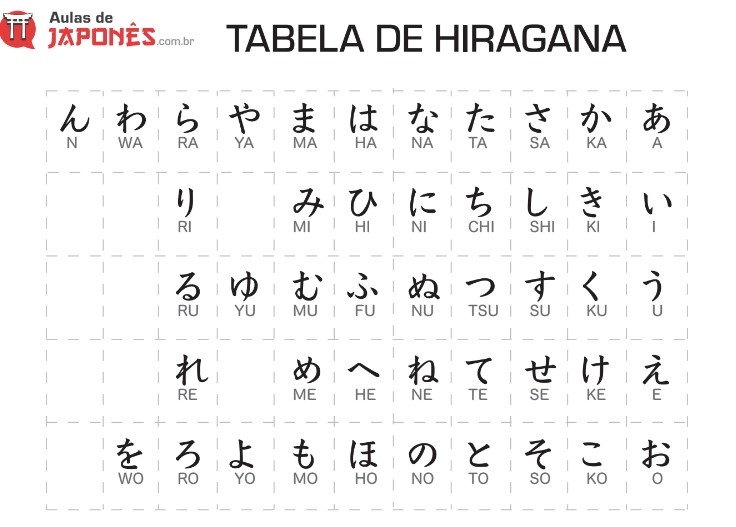 Aulas de
JAPONÊS.com.br
TABELA DE HIRAGANA
ん わ ら や ま は な た さ か あ
N WA RA YA MA HA NA TA SA KA A
り み ひ に ち し き い
RI MI HI NI CHI SHI KI I
る ゆ む ふ ぬ つ す く う
RU YU MU FU NU TSU SU KU U
れ め へ ね て せ け え
RE ME HE NE TE SE KE E
を ろ よ も ほ の と そ こ お
WO RO YO MO HO NO TO SO KO O